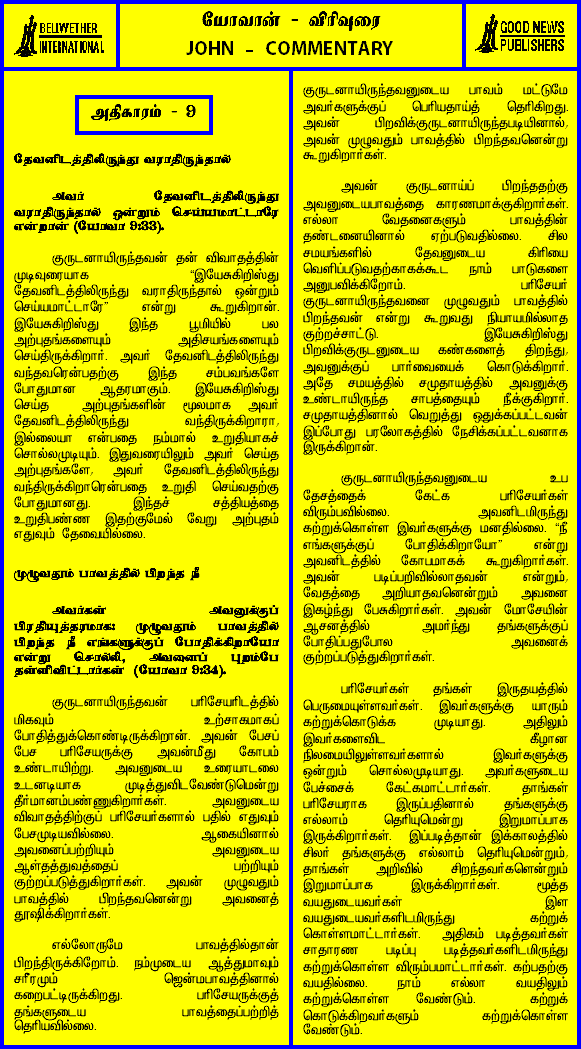 BELWETHER
INTERNATIONAL
யோவான் - விரிவுரை
JOHN - COMMENTARY
GOOD NEWS
PUBLISHERS
அதிகாரம் - 9
தேவனிடத்திலிருந்து வராதிருந்தால்
அவர் தேவனிடத்திலிருந்து
வராதிருந்தால் ஒன்றும் செய்யமாட்டாரே
என்றான் (யோவா 9:33).
குருடனாயிருந்தவன் தன் விவாதத்தின்
முடிவுரையாக “இயேசுகிறிஸ்து
தேவனிடத்திலிருந்து வராதிருந்தால் ஒன்றும்
செய்யமாட்டாரே” என்று கூறுகிறான்.
இயேசுகிறிஸ்து இந்த பூமியில் பல
அற்புதங்களையும் அதிசயங்களையும்
செய்திருக்கிறார். அவர் தேவனிடத்திலிருந்து
வந்தவரென்பதற்கு இந்த சம்பவங்களே
போதுமான ஆதரமாகும். இயேசுகிறிஸ்து
செய்த அற்புதங்களின் மூலமாக அவர்
தேவனிடத்திலிருந்து வந்திருக்கிறாரா,
இல்லையா என்பதை நம்மால் உறுதியாகச்
சொல்லமுடியும். இதுவரையிலும் அவர் செய்த
அற்புதங்களே, அவர் தேவனிடத்திலிருந்து
வந்திருக்கிறாரென்பதை உறுதி செய்வதற்கு
போதுமானது. இந்தச் சத்தியத்தை
உறுதிபண்ண இதற்குமேல் வேறு அற்புதம்
எதுவும் தேவையில்லை.
முழுவதும் பாவத்தில் பிறந்த நீ
அவர்கள் அவனுக்குப்
பிரதியுத்தரமாக: முழுவதும் பாவத்தில்
பிறந்த நீ எங்களுக்குப் போதிக்கிறாயோ
என்று சொல்லி, அவனைப் புறம்பே
தள்ளிவிட்டார்கள் (யோவா 9:34).
குருடனாயிருந்தவன் பரிசேயரிடத்தில்
மிகவும் உற்சாகமாகப்
போதித்துக்கொண்டிருக்கிறான். அவன் பேசப்
பேச பரிசேயருக்கு அவன்மீது கோபம்
உண்டாயிற்று. அவனுடைய உரையாடலை
உடனடியாக முடித்துவிடவேண்டுமென்று
தீர்மானம்பண்ணுகிறார்கள். அவனுடைய
விவாதத்திற்குப் பரிசேயர்களால் பதில் எதுவும்
பேசமுடியவில்லை. ஆகையினால்
அவனைப்பற்றியும் அவனுடைய
ஆள்தத்துவத்தைப் பற்றியும்
குற்றப்படுத்துகிறார்கள். அவன் முழுவதும்
பாவத்தில் பிறந்தவனென்று அவனைத்
தூஷிக்கிறார்கள்.
எல்லோருமே பாவத்தில்தான்
பிறந்திருக்கிறோம். நம்முடைய ஆத்துமாவும்
சரீரமும் ஜென்மபாவத்தினால்
கறைபட்டிருக்கிறது. பரிசேயருக்குத்
தங்களுடைய பாவத்தைப்பற்றித்
தெரியவில்லை.
குருடனாயிருந்தவனுடைய பாவம் மட்டுமே
அவர்களுக்குப் பெரியதாய்த் தெரிகிறது.
அவன் பிறவிக்குருடனாயிருந்தபடியினால்,
அவன் முழுவதும் பாவத்தில் பிறந்தவனென்று
கூறுகிறார்கள்.
அவன் குருடனாய்ப் பிறந்ததற்கு
அவனுடையபாவத்தை காரணமாக்குகிறார்கள்.
எல்லா வேதனைகளும் பாவத்தின்
தண்டனையினால் ஏற்படுவதில்லை. சில
சமயங்களில் தேவனுடைய கிரியை
வெளிப்படுவதற்காகக்கூட நாம் பாடுகளை
அனுபவிக்கிறோம். பரிசேயர்
குருடனாயிருந்தவனை முழுவதும் பாவத்தில்
பிறந்தவன் என்று கூறுவது நியாயமில்லாத
குற்றச்சாட்டு. இயேசுகிறிஸ்து
பிறவிக்குருடனுடைய கண்களைத் திறந்து,
அவனுக்குப் பார்வையைக் கொடுக்கிறார்.
அதே சமயத்தில் சமுதாயத்தில் அவனுக்கு
உண்டாயிருந்த சாபத்தையும் நீக்குகிறார்.
சமுதாயத்தினால் வெறுத்து ஒதுக்கப்பட்டவன்
இப்போது பரலோகத்தில் நேசிக்கப்பட்டவனாக
இருக்கிறான்.
குருடனாயிருந்தவனுடைய உப
தேசத்தைக் கேட்க பரிசேயர்கள்
விரும்பவில்லை. அவனிடமிருந்து
கற்றுக்கொள்ள இவர்களுக்கு மனதில்லை. “நீ
எங்களுக்குப் போதிக்கிறாயோ” என்று
அவனிடத்தில் கோபமாகக் கூறுகிறார்கள்.
அவன் படிப்பறிவில்லாதவன் என்றும்,
வேதத்தை அறியாதவனென்றும் அவனை
இகழ்ந்து பேசுகிறார்கள். அவன் மோசேயின்
ஆசனத்தில் அமர்ந்து தங்களுக்குப்
போதிப்பதுபோல அவனைக்
குற்றப்படுத்துகிறார்கள்.
பரிசேயர்கள் தங்கள் இருதயத்தில்
பெருமையுள்ளவர்கள். இவர்களுக்கு யாரும்
கற்றுக்கொடுக்க முடியாது. அதிலும்
இவர்களைவிட கீழான
நிலமையிலுள்ளவர்களால் இவர்களுக்கு
ஒன்றும் சொல்லமுடியாது. அவர்களுடைய
பேச்சைக் கேட்கமாட்டார்கள். தாங்கள்
பரிசேயராக இருப்பதினால் தங்களுக்கு
எல்லாம் தெரியுமென்று இறுமாப்பாக
இருக்கிறார்கள். இப்படித்தான் இக்காலத்தில்
சிலர் தங்களுக்கு எல்லாம் தெரியுமென்றும்,
தாங்கள் அறிவில் சிறந்தவர்களென்றும்
இறுமாப்பாக இருக்கிறார்கள். மூத்த
வயதுடையவர்கள் இள
வயதுடையவர்களிடமிருந்து கற்றுக்
கொள்ளமாட்டார்கள். அதிகம் படித்தவர்கள்
சாதாரண படிப்பு படித்தவர்களிடமிருந்து
கற்றுக்கொள்ள விரும்பமாட்டார்கள். கற்பதற்கு
வயதில்லை. நாம் எல்லா வயதிலும்
கற்றுக்கொள்ள வேண்டும். கற்றுக்
கொடுக்கிறவர்களும் கற்றுக்கொள்ள
வேண்டும்.